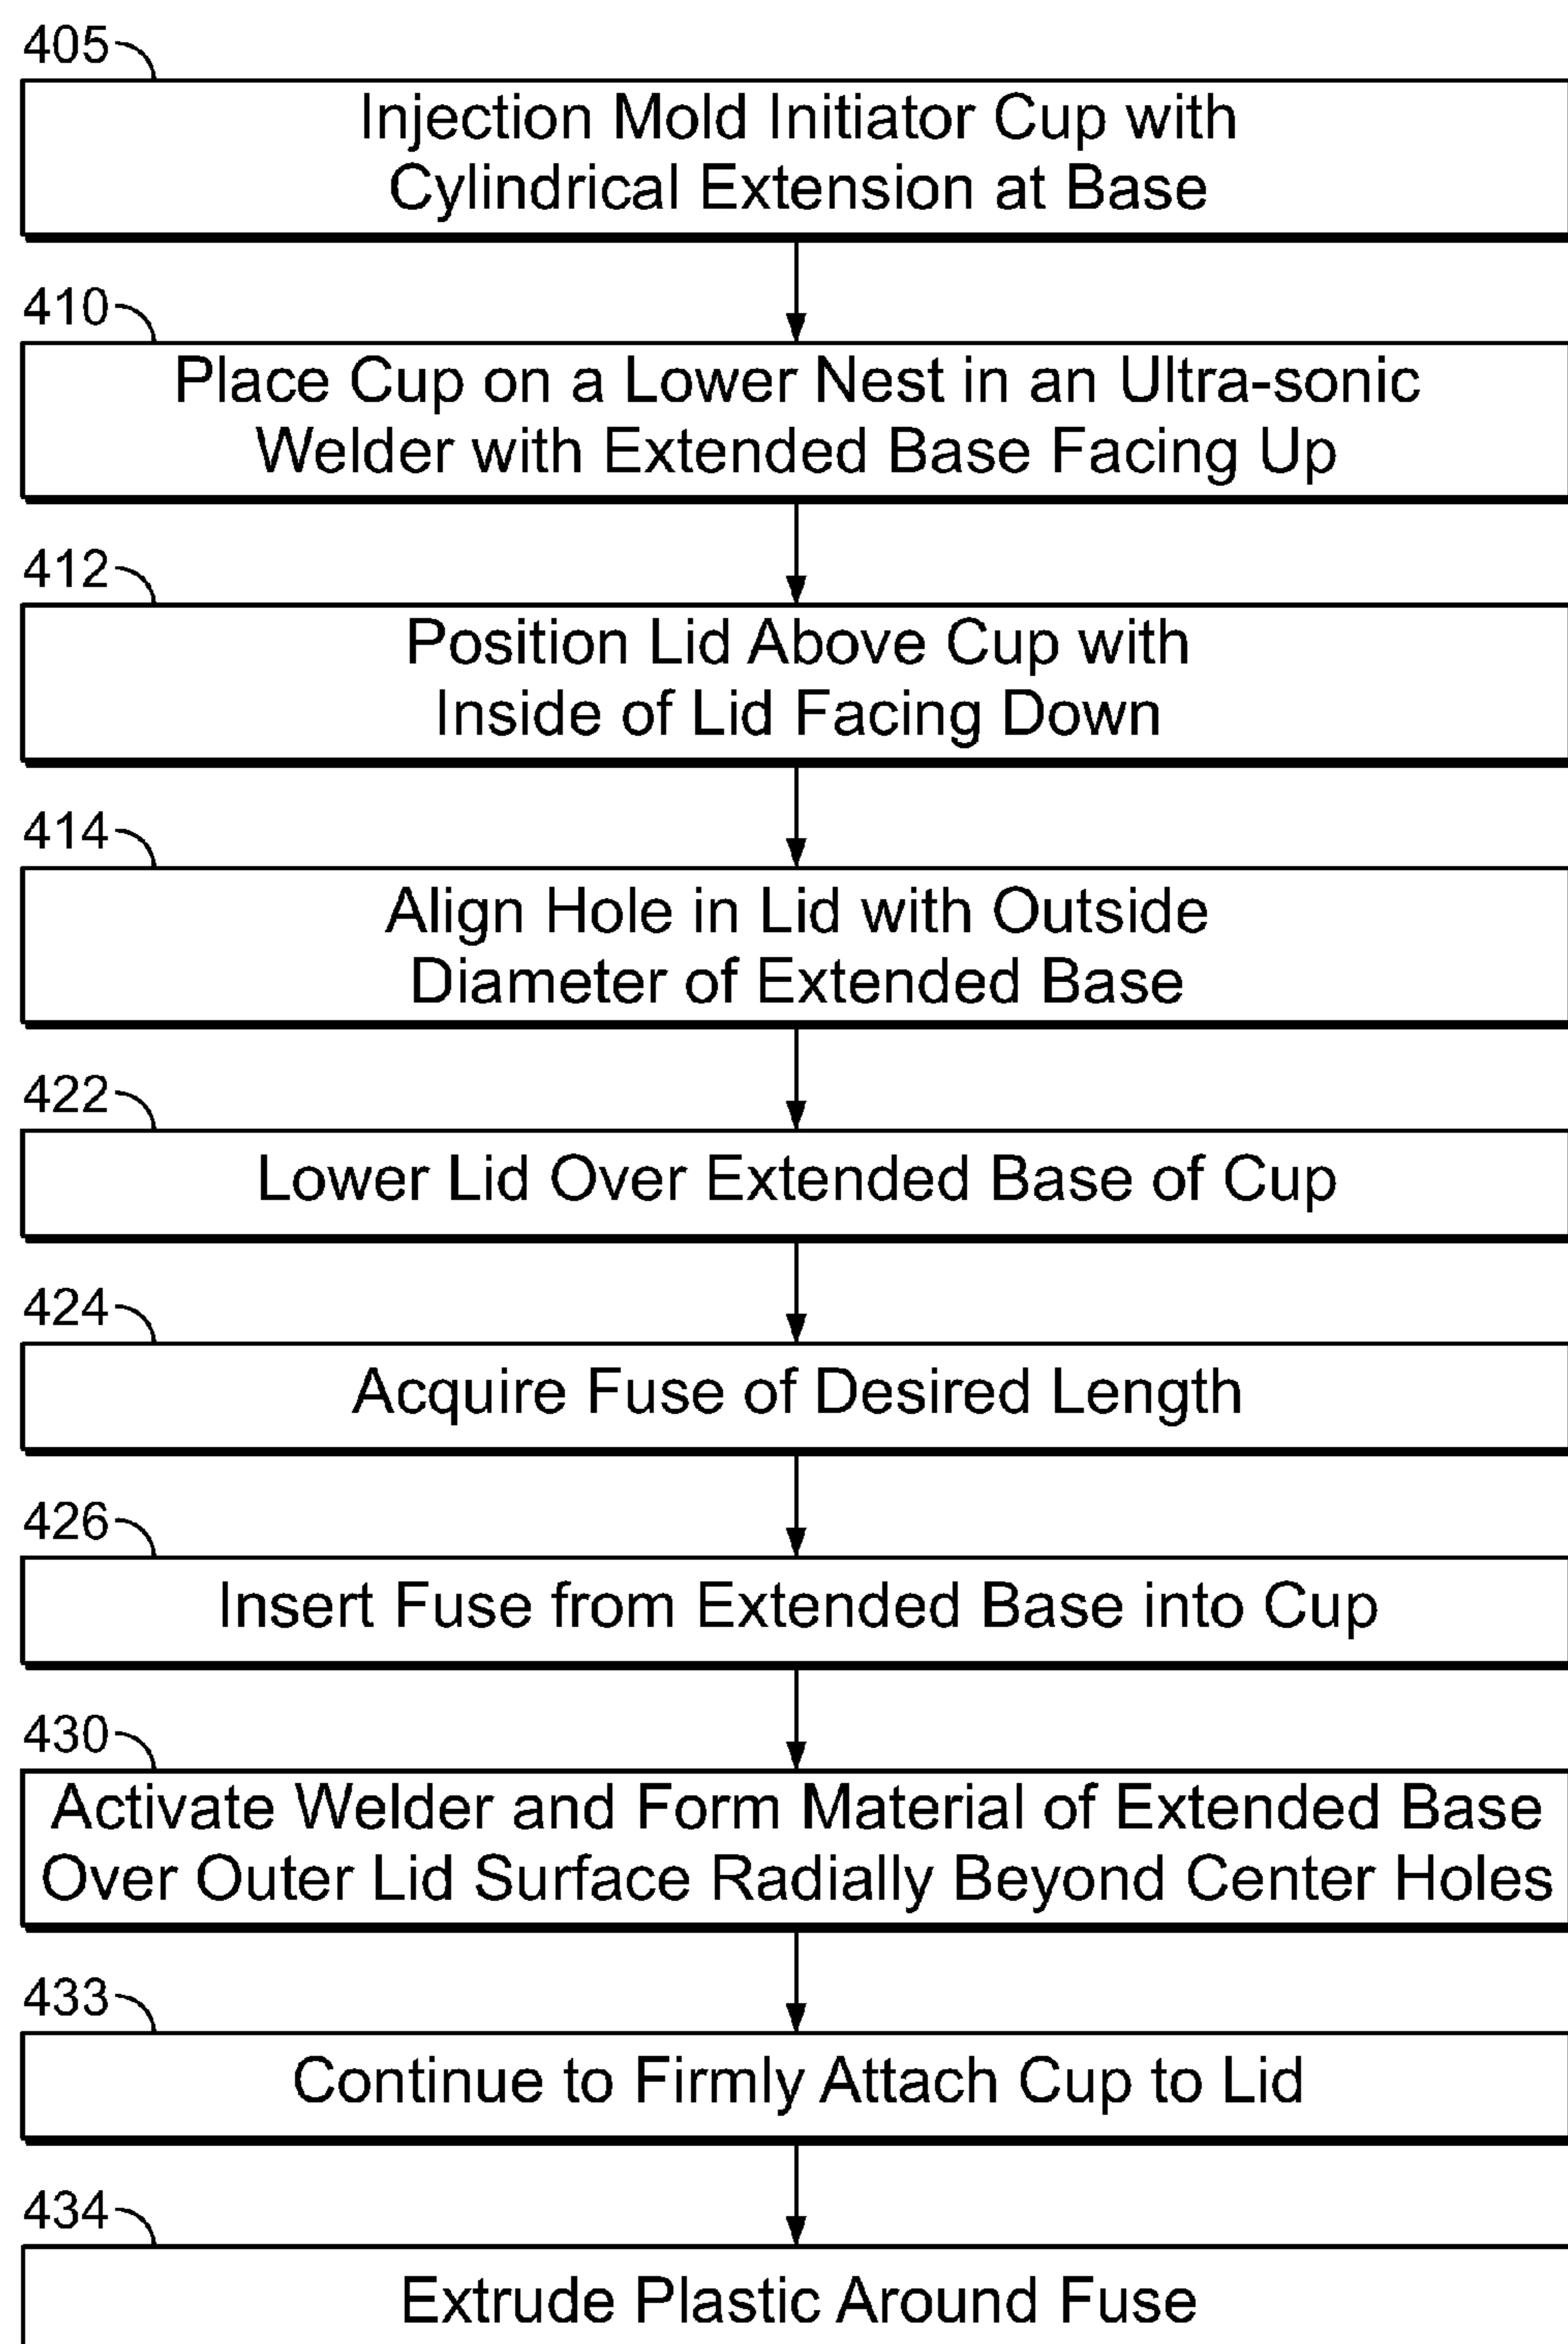 405
Injection Mold Initiator Cup with
Cylindrical Extension at Base
410
Place Cup on a Lower Nest in an Ultra-sonic
Welder with Extended Base Facing Up
412
Position Lid Above Cup with
Inside of Lid Facing Down
414
Align Hole in Lid with Outside
Diameter of Extended Base
422
Lower Lid Over Extended Base of Cup
424
Acquire Fuse of Desired Length
426
Insert Fuse from Extended Base into Cup
430
Activate Welder and Form Material of Extended Base
Over Outer Lid Surface Radially Beyond Center Holes
433
Continue to Firmly Attach Cup to Lid
434
Extrude Plastic Around Fuse